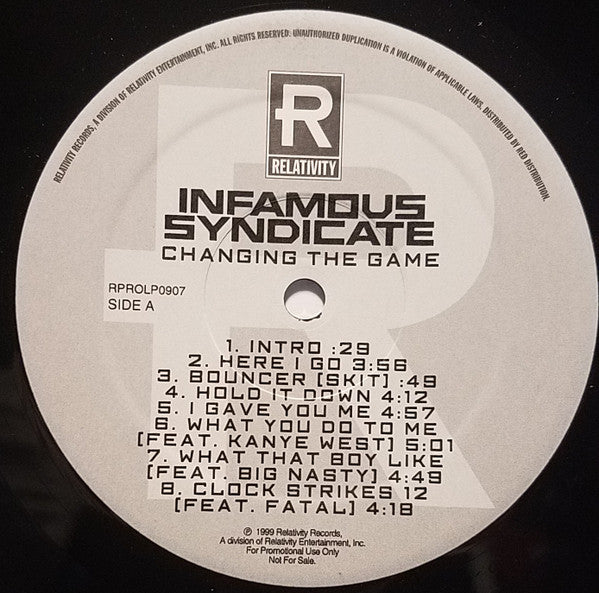 RELATIVITY RECORDS, A DIVISION OF RELATIVITY ENTERTAINMENT, INC. ALL RIGHTS RESERVED. UNAUTHORIZED DUPLICATION IS A VIOLATION OF APPLICABLE LAWS. DISTRIBUTED BY RED DISTRIBUTION.
R
RELATIVITY
INFAMOUS
SYNDICATE
CHANGING THE GAME
RPROLP0907
SIDE A
1. INTRO :29
2. HERE I GO 3:56
3. BOUNCER [SKIT] :49
4. HOLD IT DOWN 4:12
5. I GAVE YOU ME 4:57
6. WHAT YOU DO TO ME
[FEAT. KANYE WEST] 5:01
7. WHAT THAT BOY LIKE
[FEAT. BIG NASTY] 4:49
8. CLOCK STRIKES 12
[FEAT. FATAL] 4:18
℗ 1999 Relativity Records,
A division of Relativity Entertainment, Inc.
For Promotional Use Only
Not For Sale.